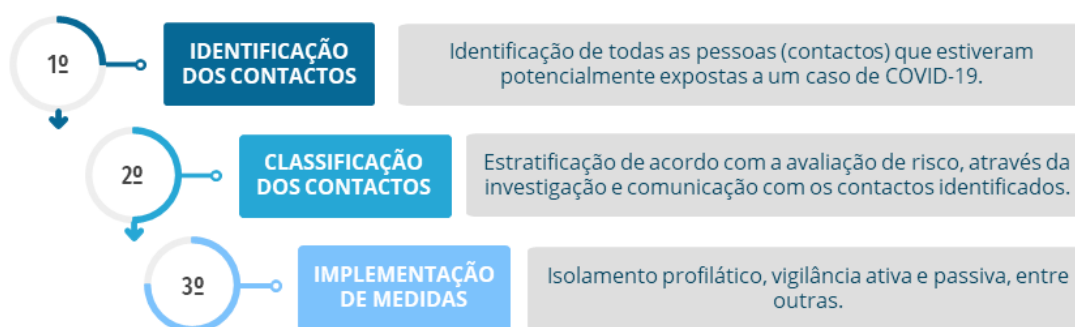 1º
IDENTIFICAÇÃO
DOS CONTACTOS
Identificação de todas as pessoas (contactos) que estiveram
potencialmente expostas a um caso de COVID-19.
2º
CLASSIFICAÇÃO
DOS CONTACTOS
Estratificação de acordo com a avaliação de risco, através da
investigação e comunicação com os contactos identificados.
3º
IMPLEMENTAÇÃO
DE MEDIDAS
Isolamento profilático, vigilância ativa e passiva, entre
outras.